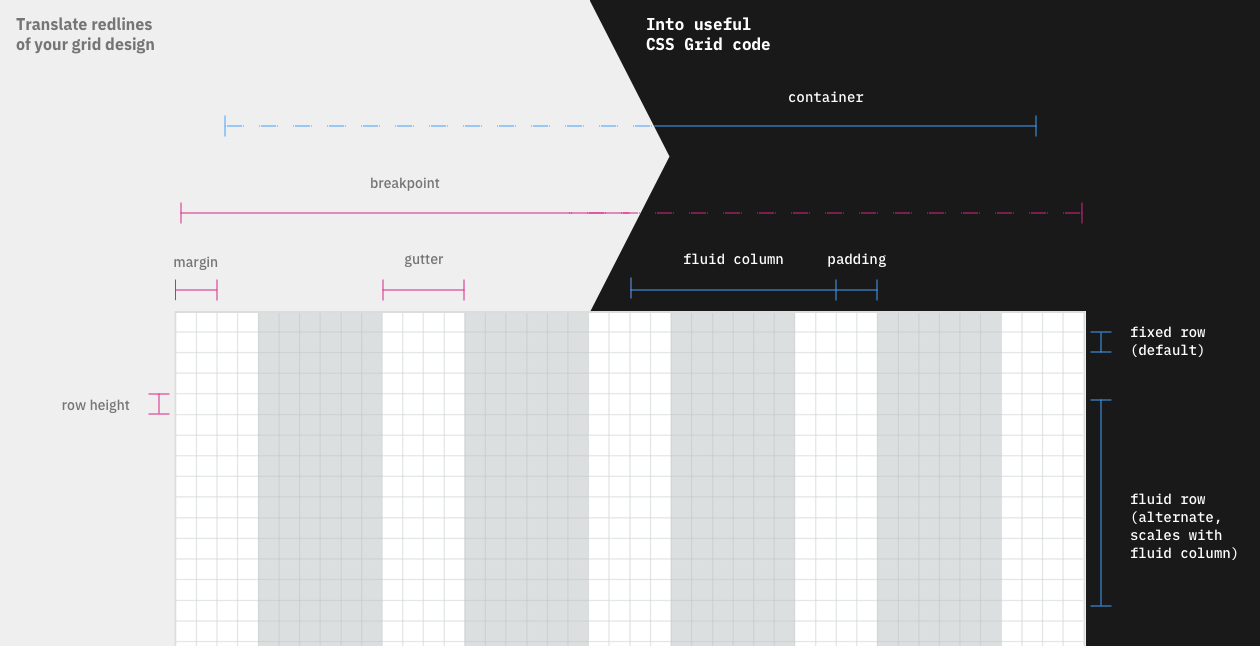 Translate redlines
of your grid design
Into useful
CSS Grid code
container
breakpoint
margin
gutter
fluid column
padding
fixed row
(default)
row height
fluid row
(alternate,
scales with
fluid column)